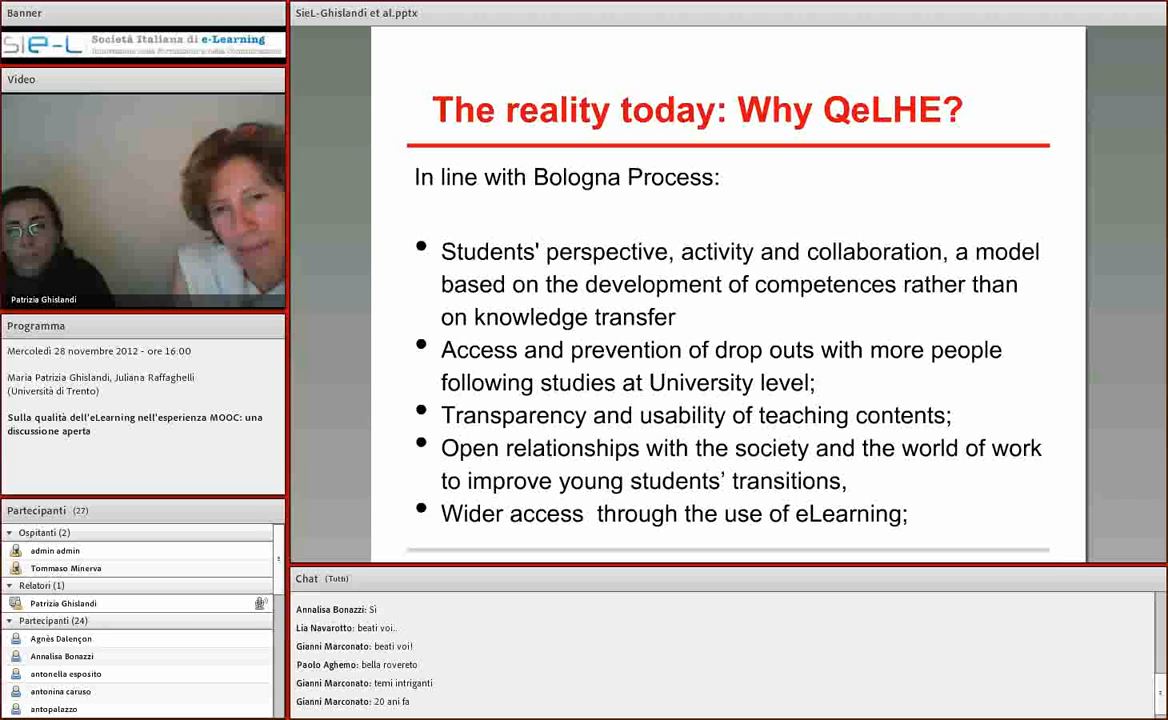 Banner
sie-L Società Italiana di e-Learning
Video
Patrizia Ghislandi
Programma
Mercoledì 28 novembre 2012 - ore 16.00
Maria Patrizia Ghislandi, Juliana Raffaghelli
(Università di Trento)
Sulla qualità dell'eLearning nell'esperienza MOOC: una
discussione aperta
Partecipanti (27)
Ospitanti (2)
admin admin
Tommaso Minerva
Relatori (1)
Patrizia Ghislandi
Partecipanti (24)
Agnès Dalençon
Annalisa Bonazzi
antonella esposito
antonina caruso
antopalazzo
SieL-Ghislandi et al.pptx
The reality today: Why QeLHE?
In line with Bologna Process:
• Students' perspective, activity and collaboration, a model
based on the development of competences rather than
on knowledge transfer
• Access and prevention of drop outs with more people
following studies at University level;
• Transparency and usability of teaching contents;
• Open relationships with the society and the world of work
to improve young students’ transitions,
• Wider access through the use of eLearning;
Chat (Tutti)
Annalisa Bonazzi: Sì
Lia Navarotto: beati voi..
Gianni Marconato: beati voi!
Paolo Aghemo: bella rovereto
Gianni Marconato: temi intriganti
Gianni Marconato: 20 ani fa